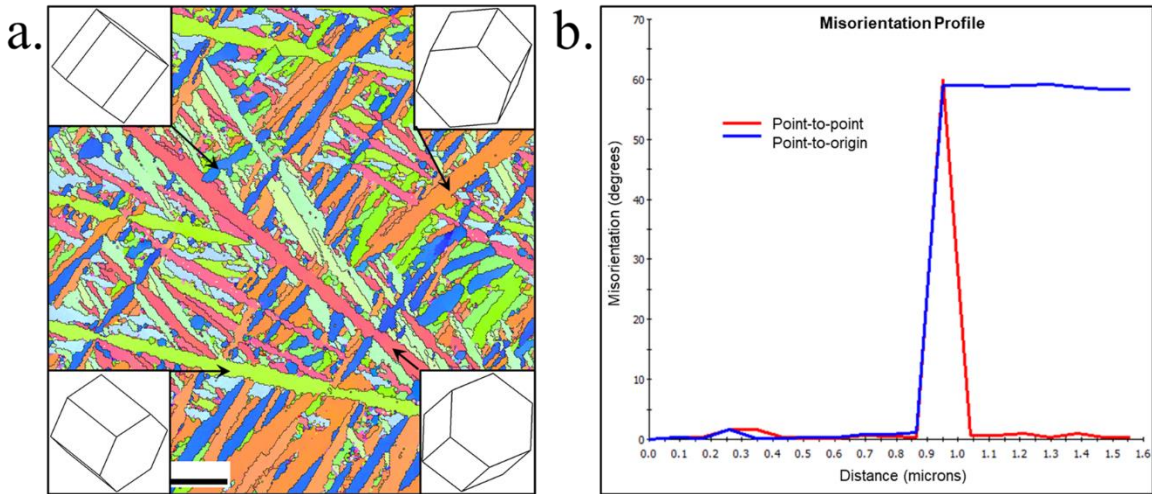 a.
b.
Misorientation Profile
70
60
50
40
30
20
10
0
Misorientation (degrees)
Point-to-point
Point-to-origin
0.0 0.1 0.2 0.3 0.4 0.5 0.6 0.7 0.8 0.9 1.0 1.1 1.2 1.3 1.4 1.5 1.6
Distance (microns)